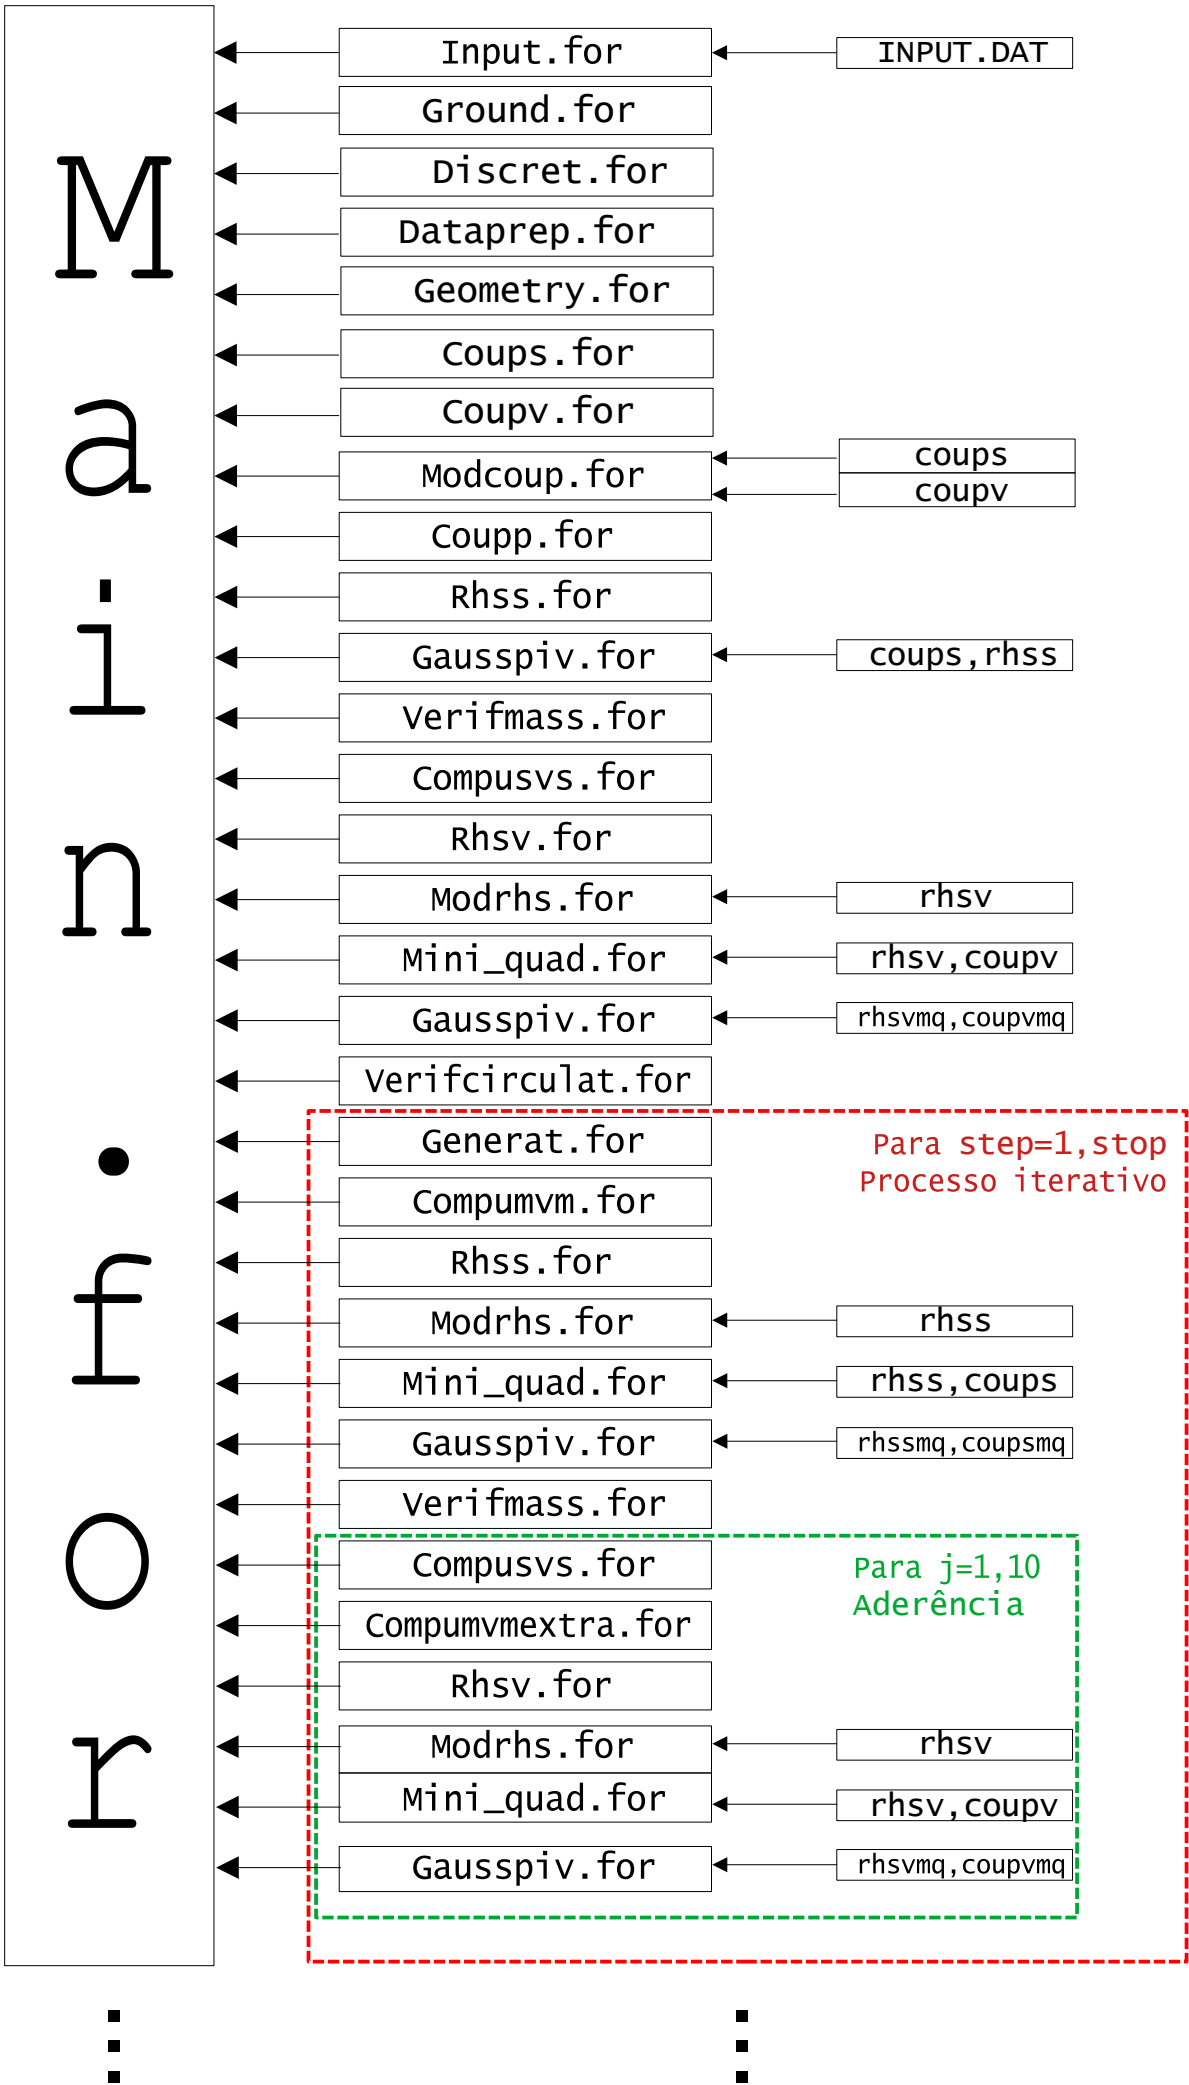 Main.for
Input.for
INPUT.DAT
Ground.for
Discret.for
Dataprep.for
Geometry.for
Coups.for
Coupv.for
Modcoup.for
coups
coupv
Coupp.for
Rhss.for
Gausspiv.for
coups,rhss
Verifmass.for
Compusvs.for
Rhsv.for
Modrhs.for
rhsv
Mini_quad.for
rhsv,coupv
Gausspiv.for
rhsvmq,coupvmq
Verifcirculat.for
Generat.for
Para step=1,stop
Processo iterativo
Compumvm.for
Rhss.for
Modrhs.for
rhss
Mini_quad.for
rhss,coups
Gausspiv.for
rhssmq,coupsmq
Verifmass.for
Compusvs.for
Para j=1,10
Aderência
Compumvmextra.for
Rhsv.for
Modrhs.for
rhsv
Mini_quad.for
rhsv,coupv
Gausspiv.for
rhsvmq,coupvmq